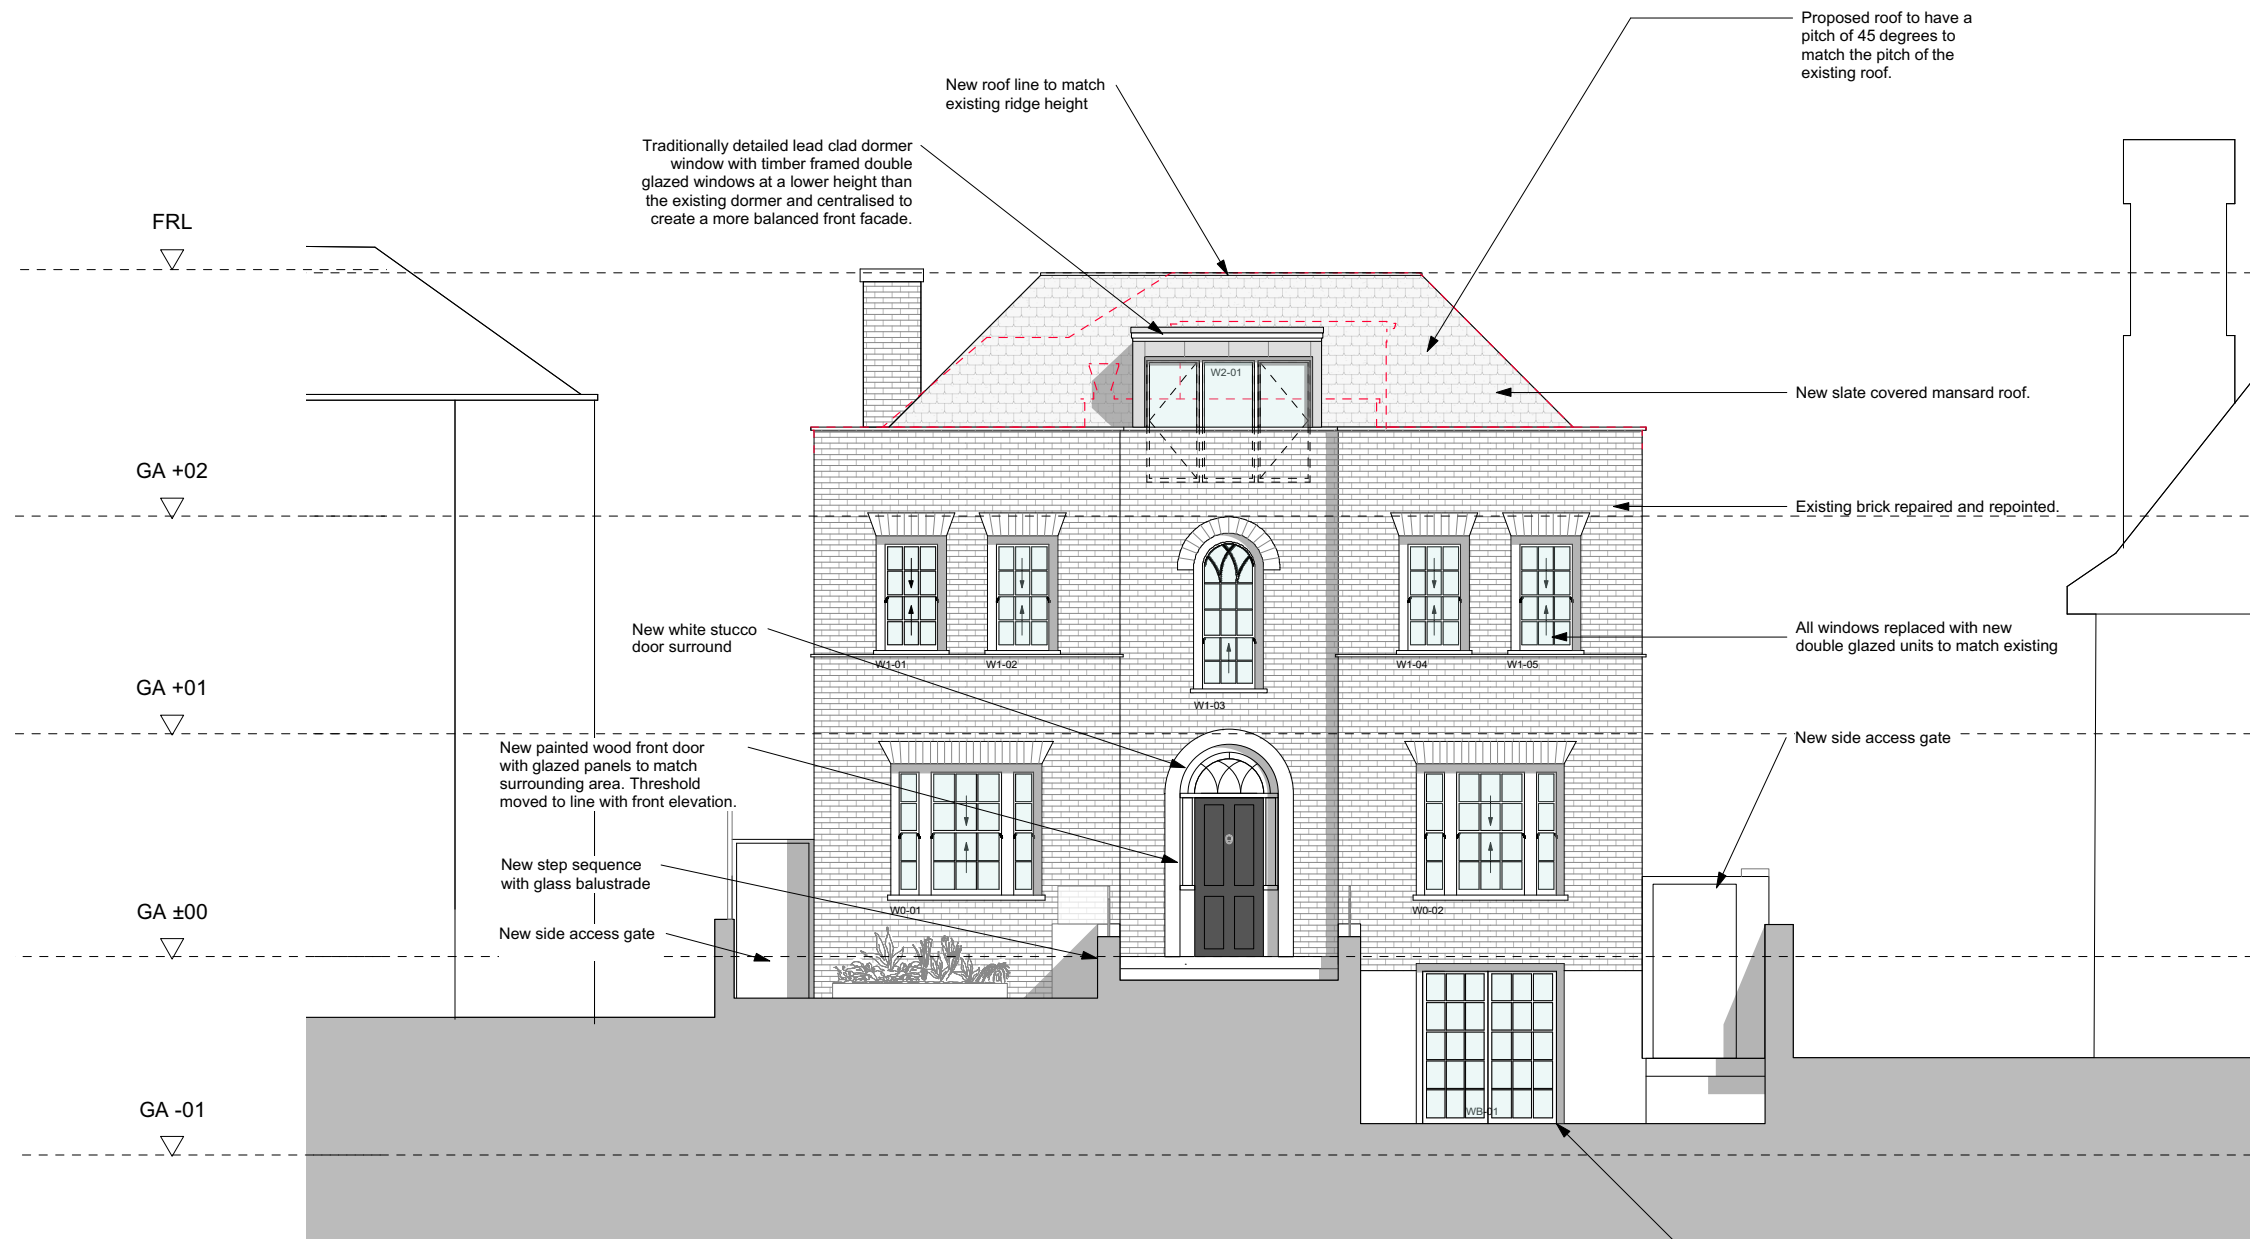 Proposed roof to have a
pitch of 45 degrees to
match the pitch of the
existing roof.
New roof line to match
existing ridge height
Traditionally detailed lead clad dormer
window with timber framed double
glazed windows at a lower height than
the existing dormer and centralised to
create a more balanced front facade.
FRL
W2-01
New slate covered mansard roof.
GA +02
Existing brick repaired and repointed.
New white stucco
door surround
All windows replaced with new
double glazed units to match existing
W1-01
W1-02
W1-04
W1-05
GA +01
W1-03
New side access gate
New painted wood front door
with glazed panels to match
surrounding area. Threshold
moved to line with front elevation.
New step sequence
with glass balustrade
GA ±00
W0-01
W0-02
New side access gate
GA -01
WB-01